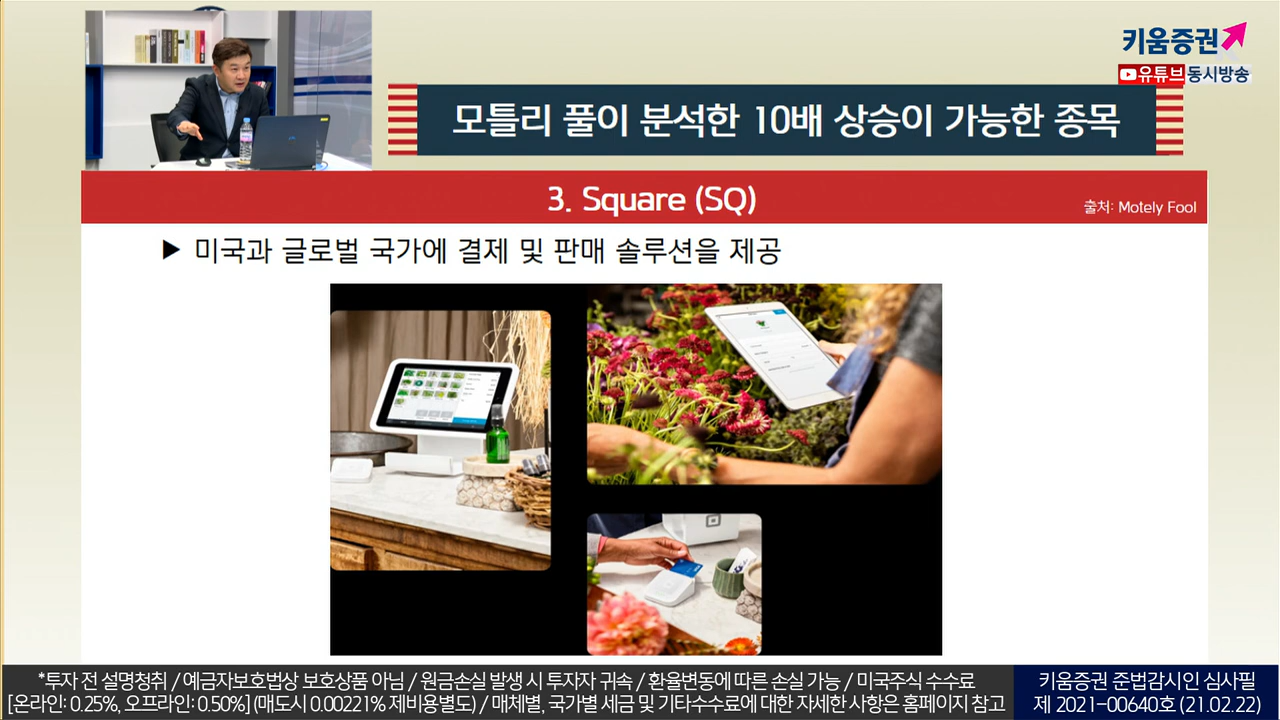 키움증권
유튜브 동시방송
모틀리 풀이 분석한 10배 상승이 가능한 종목
3. Square (SQ)
출처: Motely Fool
▶ 미국과 글로벌 국가에 결제 및 판매 솔루션을 제공
*투자 전 설명청취 / 예금자보호법상 보호상품 아님 / 원금손실 발생 시 투자자 귀속 / 환율변동에 따른 손실 가능 / 미국주식 수수료
[온라인: 0.25%, 오프라인: 0.50%] (매도시 0.00221% 제비용별도) / 매체별, 국가별 세금 및 기타수수료에 대한 자세한 사항은 홈페이지 참고
키움증권 준법감시인 심사필
제 2021-00640호 (21.02.22)